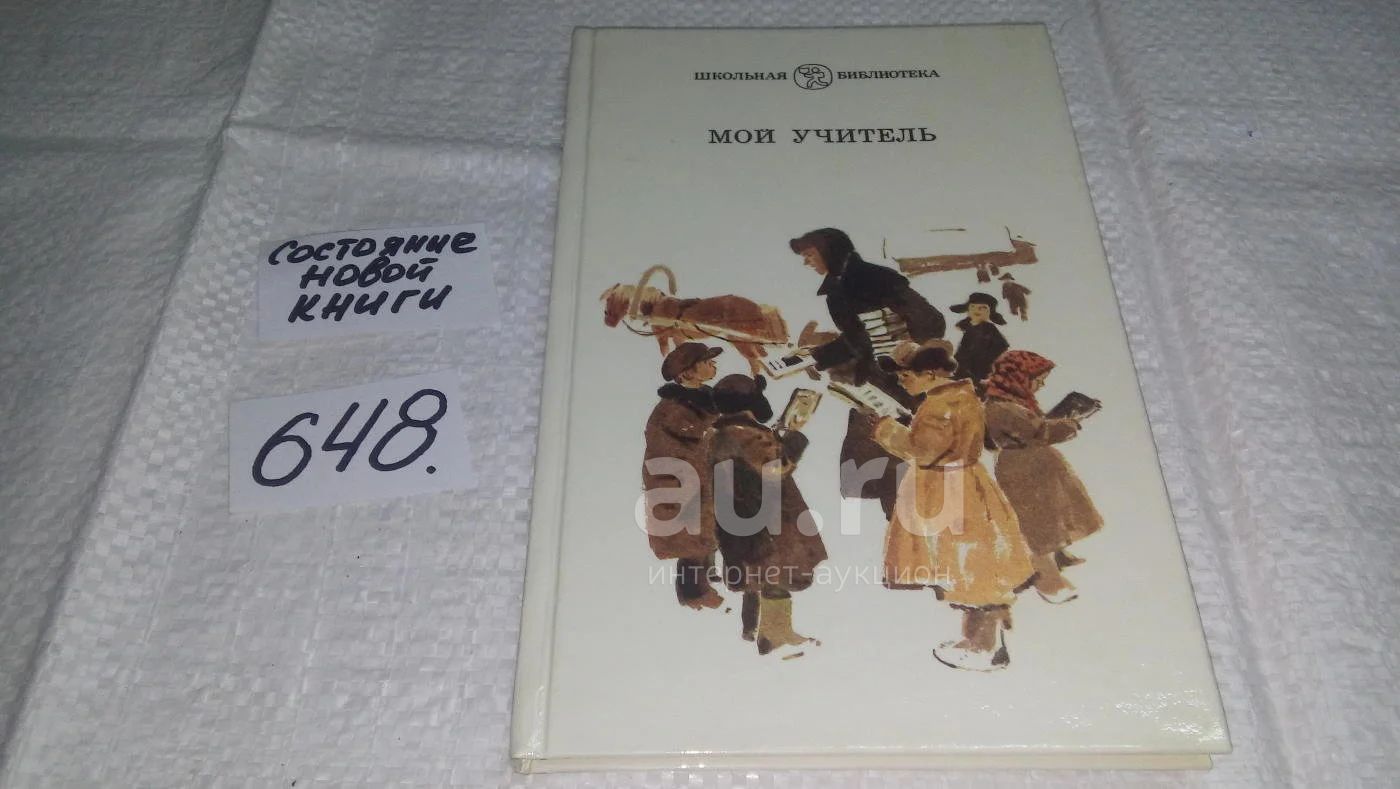 ШКОЛЬНАЯ БИБЛИОТЕКА
МОЙ УЧИТЕЛЬ
состояние
новой
книги
648.
au.ru
интернет-аукцион